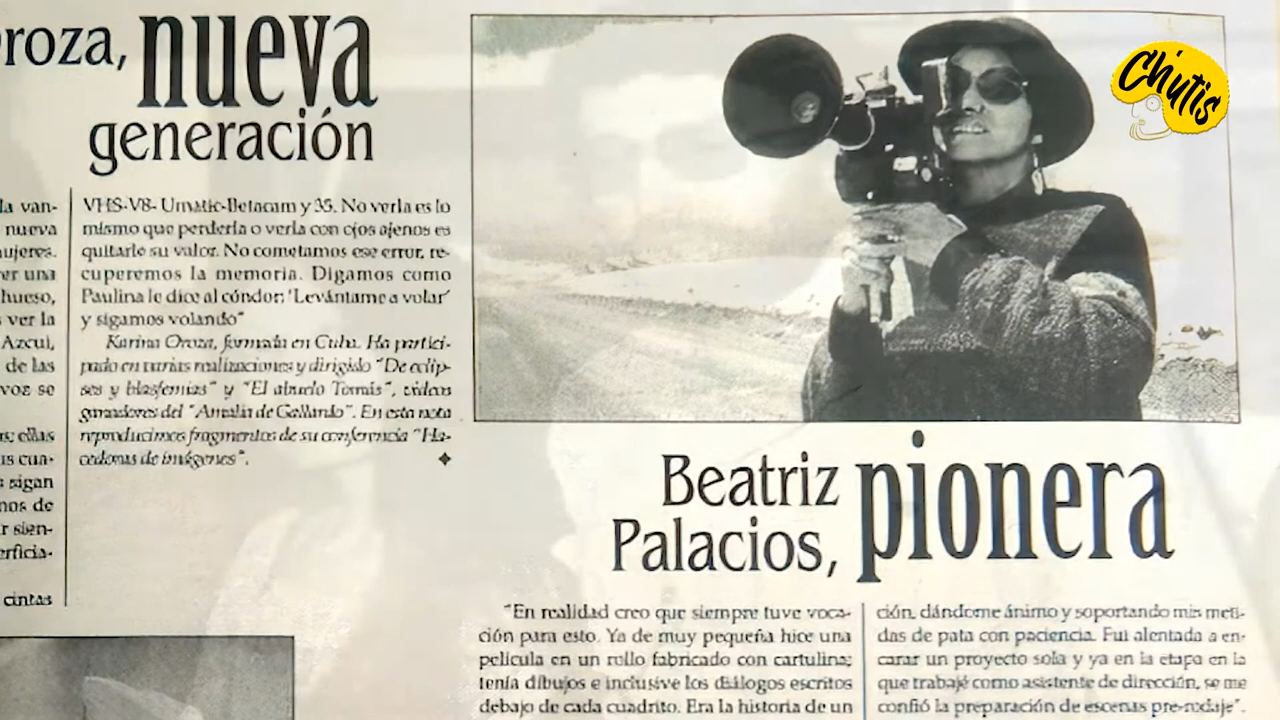 oroza, nueva
generación
la van-
nueva
mujeres.
er una
hueso,
ver la
Azcui,
de las
voz se
s; ellas
us cua-
sigan
nos de
r sien-
erficia-
cintas
VHS-V8- Umatic-Betacam y 35. No verla es lo
mismo que perderla o verla con ojos ajenos es
quitarle su valor. No cometamos ese error, re-
cuperemos la memoria. Digamos como
Paulina le dice al cóndor: 'Levántame a volar'
y sigamos volando"
Karina Oroza, formada en Cuba. Ha partici-
pado en varias realizaciones y dirigido "De eclip-
ses y blasfemias" y "El abuelo Tomás", videos
ganadores del "Amalia de Gallardo". En esta nota
reproducimos fragmentos de su conferencia "Ha-
cedoras de imágenes".
Chutis
Beatriz
Palacios, pionera
"En realidad creo que siempre tuve voca-
ción para esto. Ya de muy pequeña hice una
película en un rollo fabricado con cartulina;
tenía dibujos e inclusive los diálogos escritos
debajo de cada cuadrito. Era la historia de un
ción, dándome ánimo y soportando mis meti-
das de pata con paciencia. Fui alentada a en-
carar un proyecto sola y ya en la etapa en la
que trabajé como asistente de dirección, se me
confió la preparación de escenas pre-rodaje".